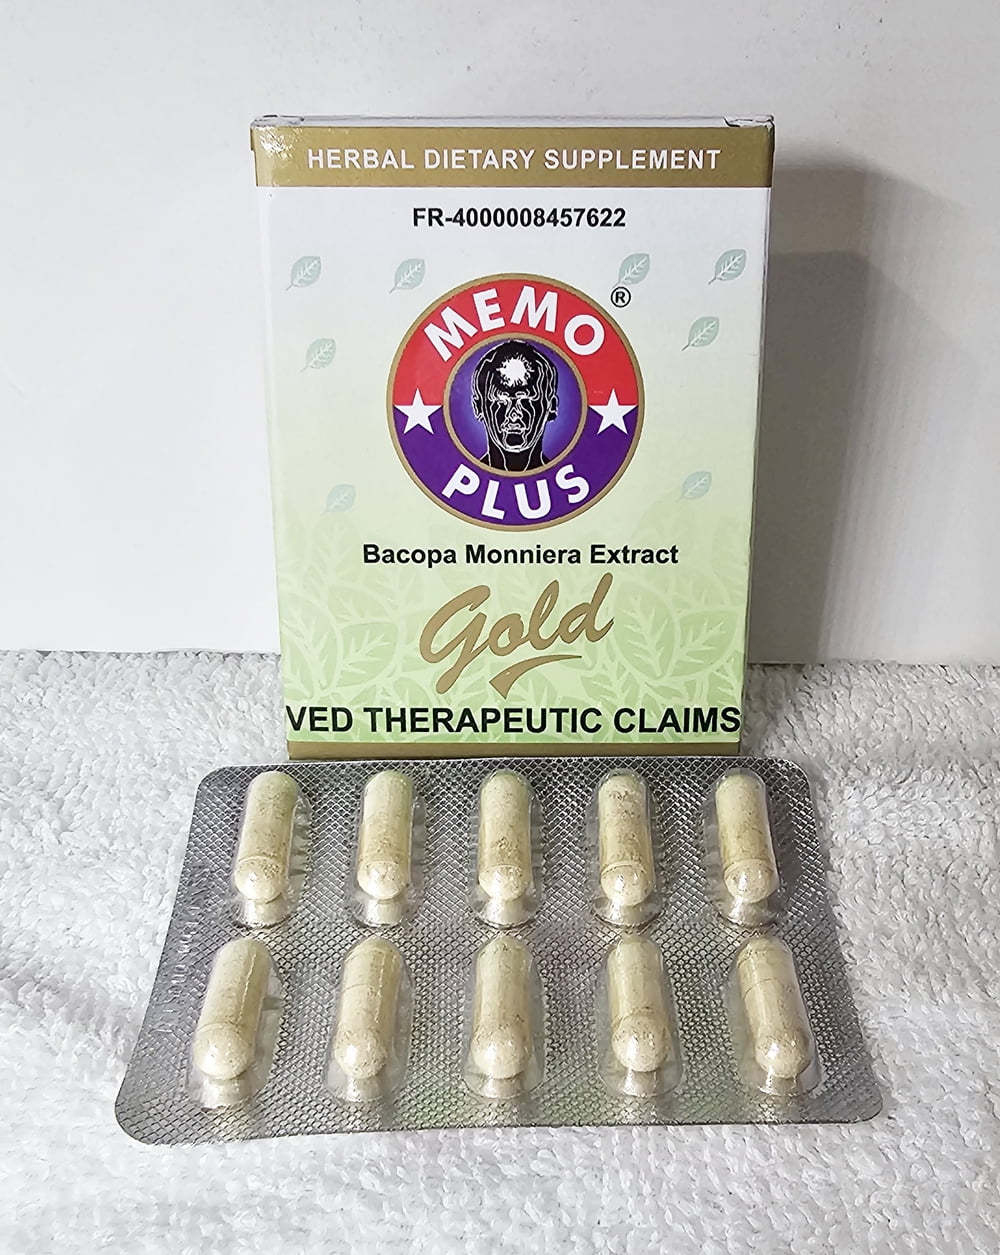 HERBAL DIETARY SUPPLEMENT
FR-4000008457622
MEMO
®
PLUS
Bacopa Monniera Extract
Gold
VED THERAPEUTIC CLAIMS